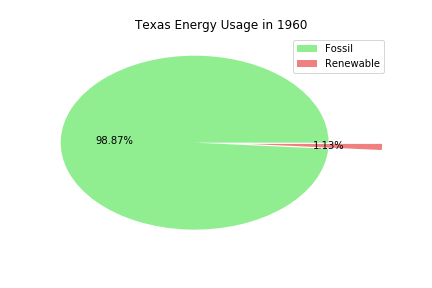 Texas Energy Usage in 1960
Fossil
Renewable
98.87%
1.13%